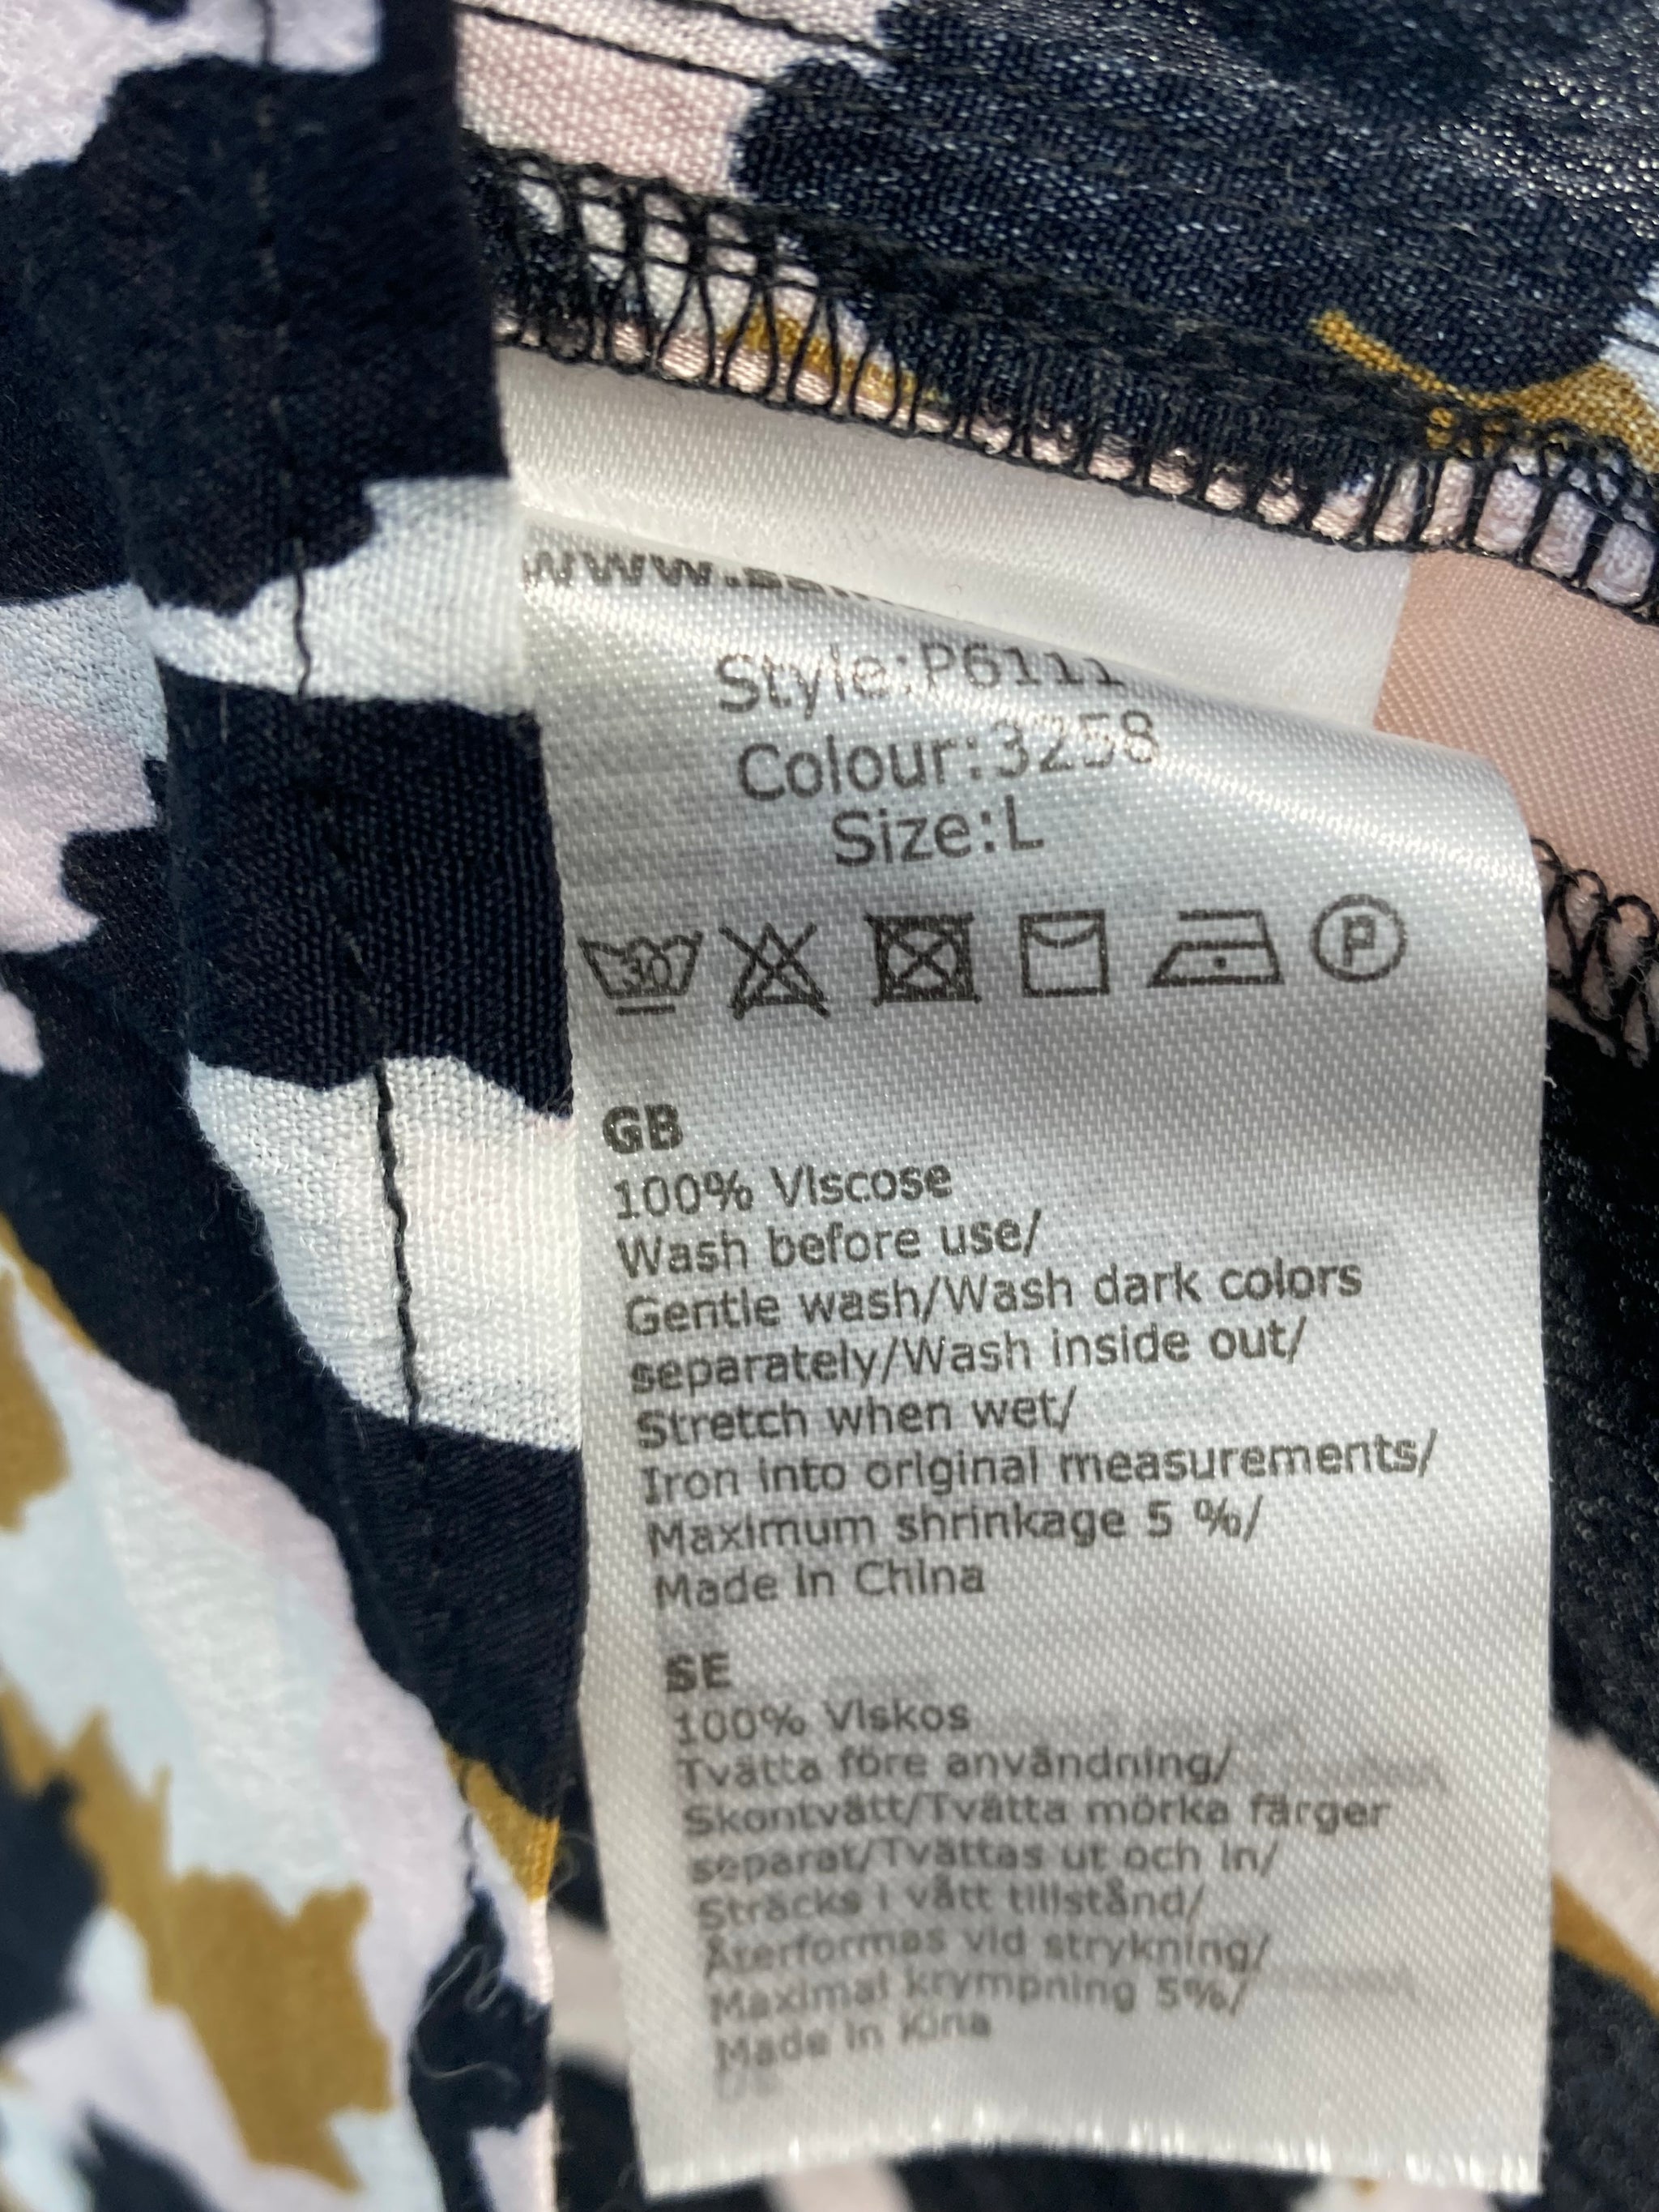 Style:P6111
Colour:3258
Size:L
30
P
GB
100% Viscose
Wash before use/
Gentle wash/Wash dark colors
separately/Wash inside out/
Stretch when wet/
Iron into original measurements/
Maximum shrinkage 5 %/
Made in China
SE
100% Viskos
Tvätta före användning/
Skontvätt/Tvätta mörka färger
separat/Tvättas ut och in/
Sträcks i vått tillstånd/
Återformas vid strykning/
Maximal krympning 5%/
Made in Kina